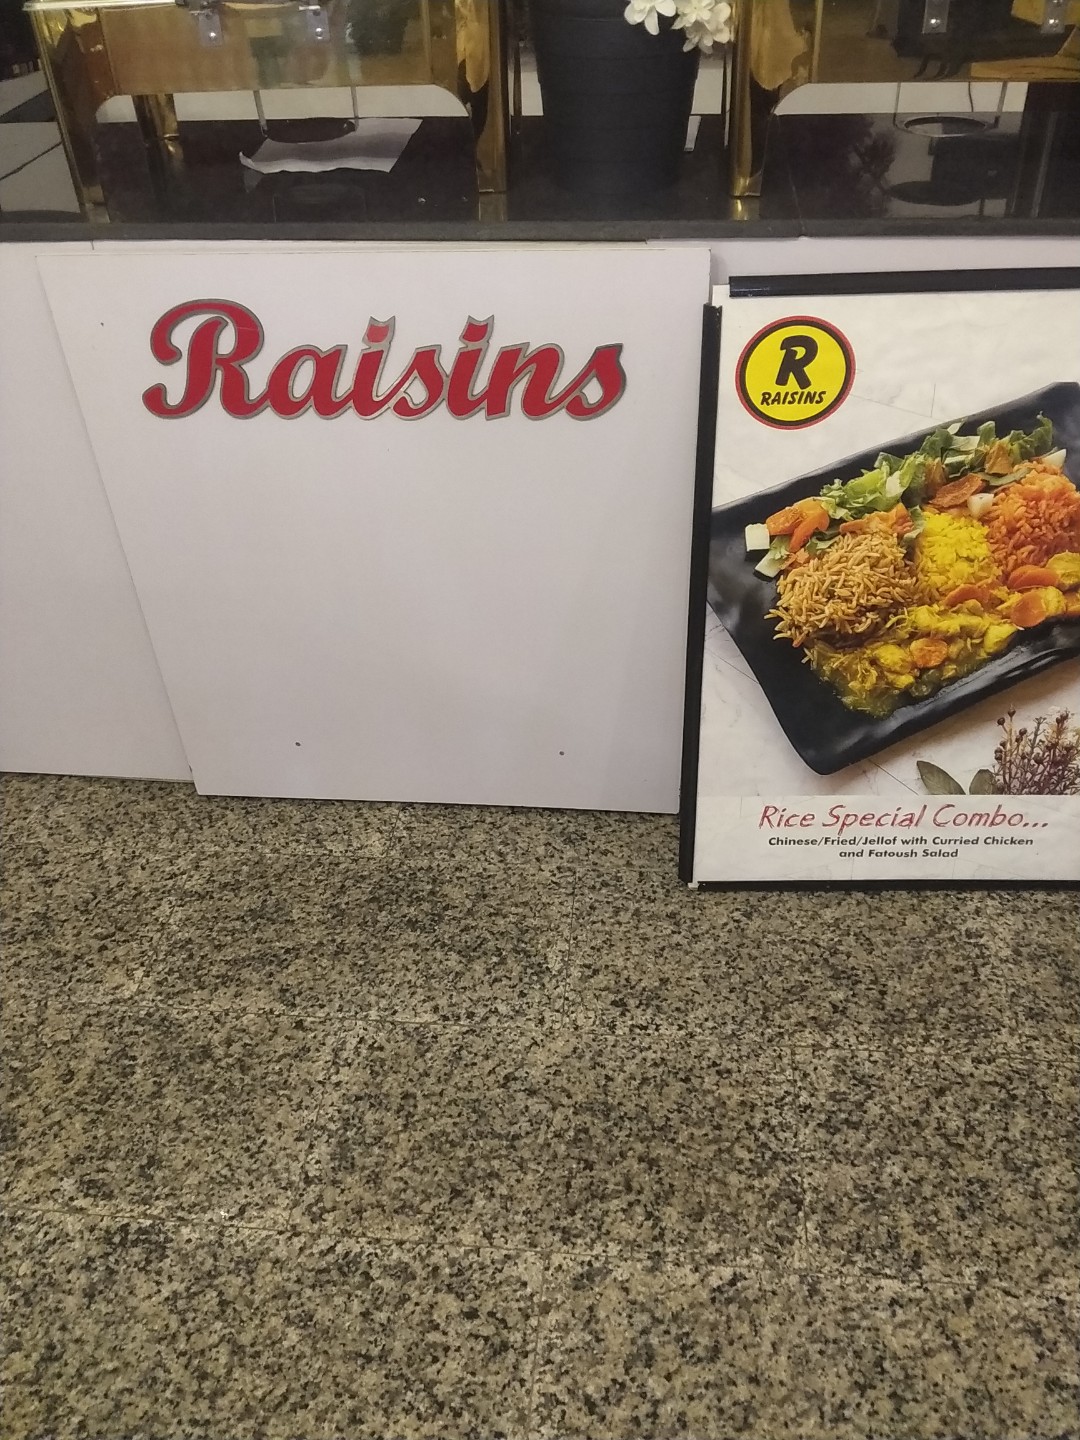 Raisins
R
RAISINS
Rice Special Combo...
Chinese/Fried/Jellof with Curried Chicken
and Fatoush Salad